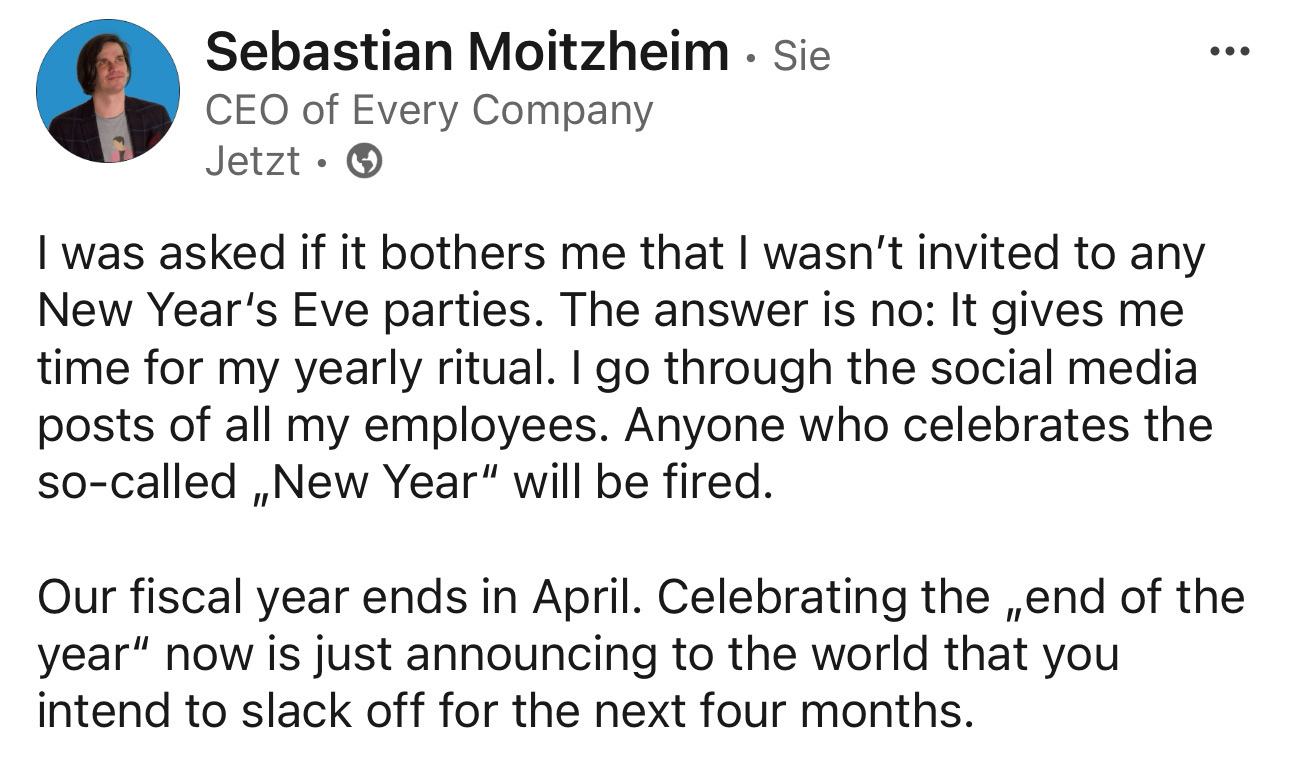 Sebastian Moitzheim • Sie
CEO of Every Company
Jetzt •
I was asked if it bothers me that I wasn’t invited to any
New Year‘s Eve parties. The answer is no: It gives me
time for my yearly ritual. I go through the social media
posts of all my employees. Anyone who celebrates the
so-called „New Year“ will be fired.
Our fiscal year ends in April. Celebrating the „end of the
year“ now is just announcing to the world that you
intend to slack off for the next four months.